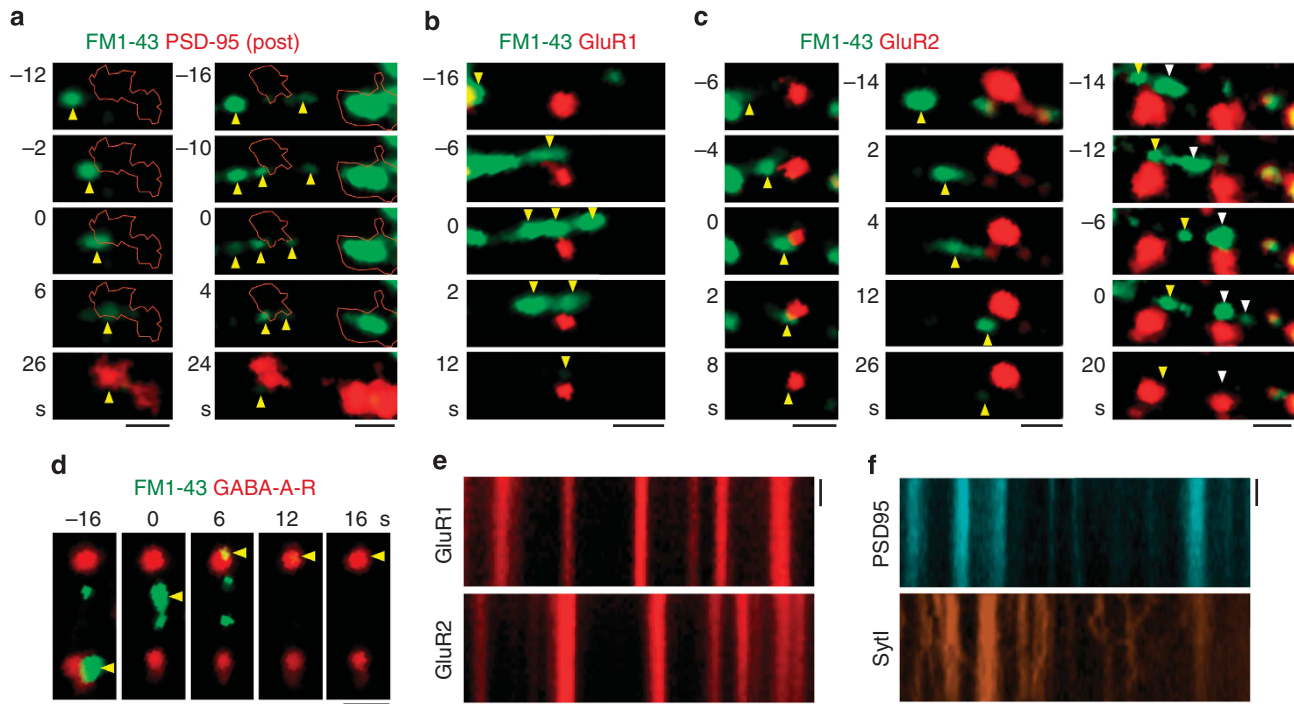 a
FM1-43 PSD-95 (post)
–12
–2
0
6
26
s
–16
–10
0
4
24
s
b
FM1-43 GluR1
–16
–6
0
2
12
s
c
FM1-43 GluR2
–6
–4
0
2
8
s
–14
2
4
12
26
s
–14
–12
–6
0
20
s
d
FM1-43 GABA-A-R
–16 0 6 12 16 s
e
GluR1
GluR2
f
PSD95
SytI